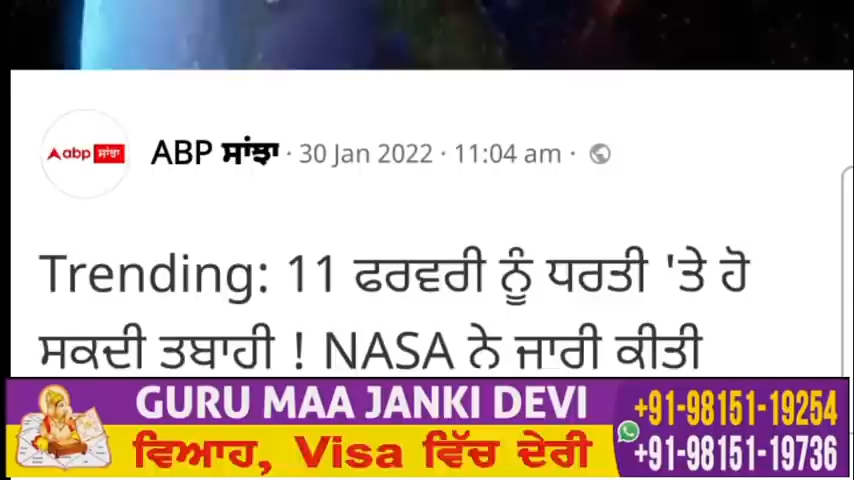 abp ਸਾਂਝਾ
ABP ਸਾਂਝਾ · 30 Jan 2022 · 11:04 am ·
Trending: 11 ਫਰਵਰੀ ਨੂੰ ਧਰਤੀ 'ਤੇ ਹੋ
ਸਕਦੀ ਤਬਾਹੀ ! NASA ਨੇ ਜਾਰੀ ਕੀਤੀ
GURU MAA JANKI DEVI
ਵਿਆਹ, Visa ਵਿੱਚ ਦੇਰੀ
+91-98151-19254
+91-98151-19736